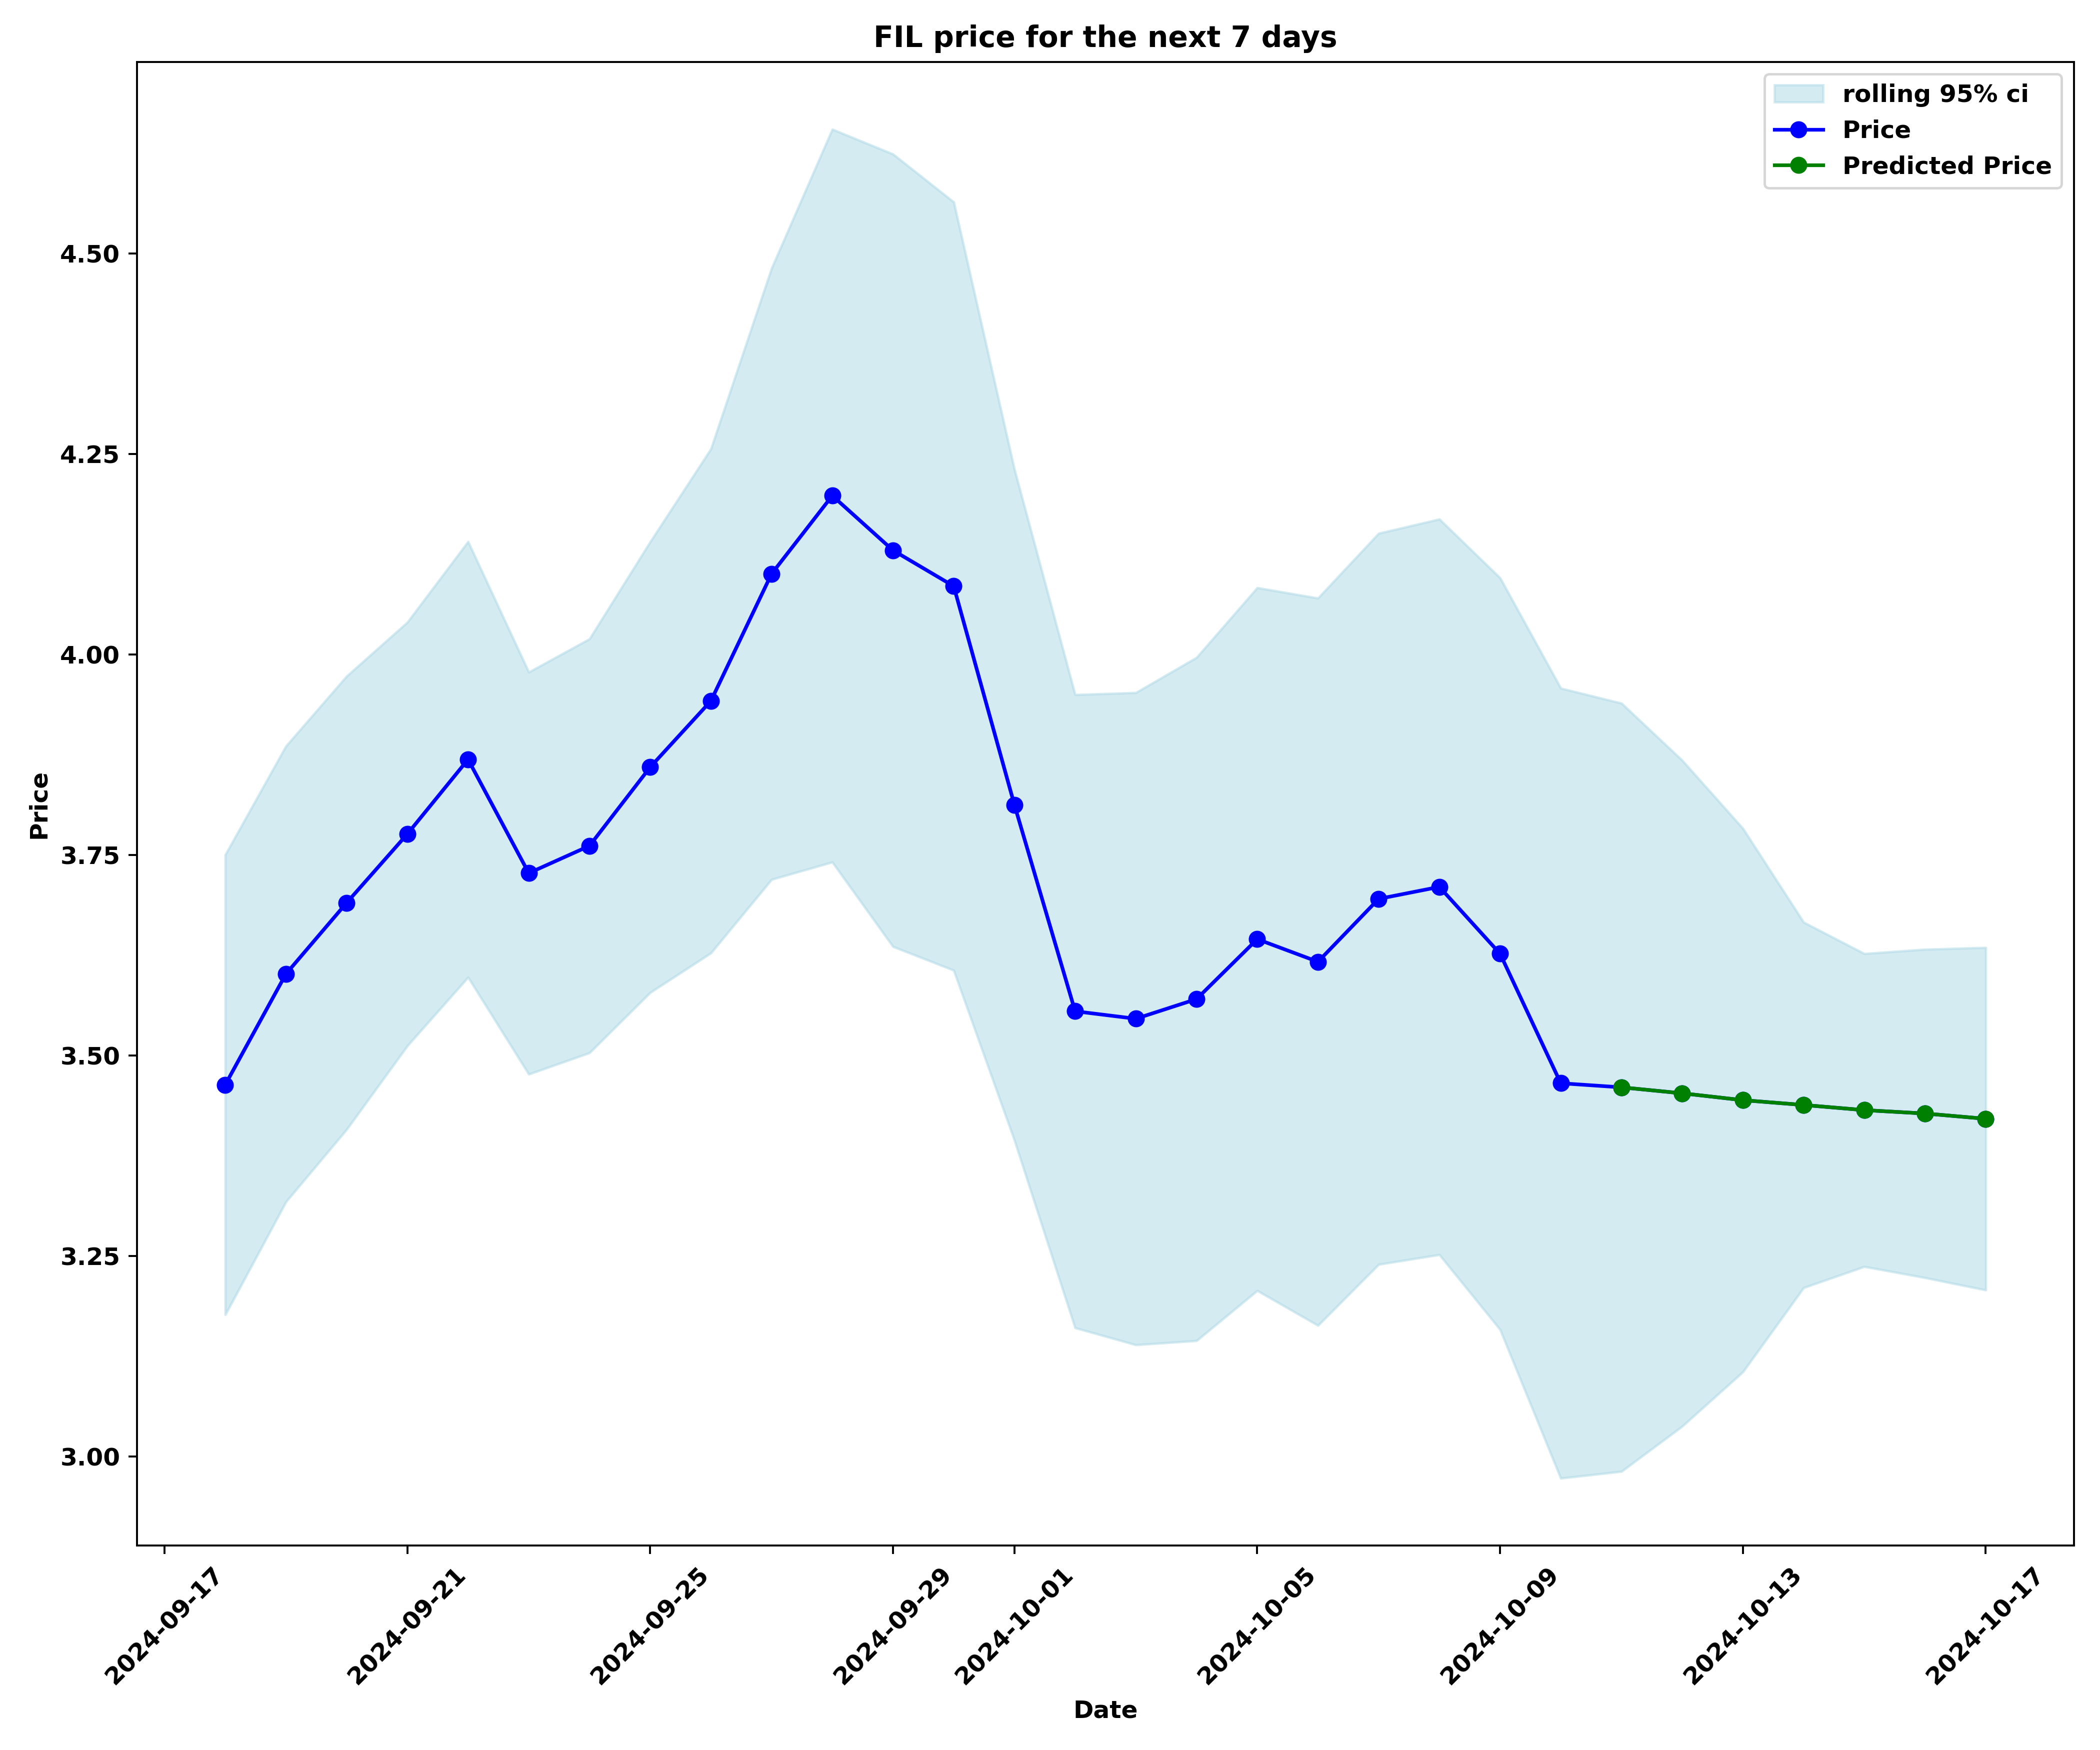 FIL price for the next 7 days
rolling 95% ci
Price
Predicted Price
4.50
4.25
4.00
3.75
3.50
3.25
3.00
Price
2024-09-17
2024-09-21
2024-09-25
2024-09-29
2024-10-01
2024-10-05
2024-10-09
2024-10-13
2024-10-17
Date